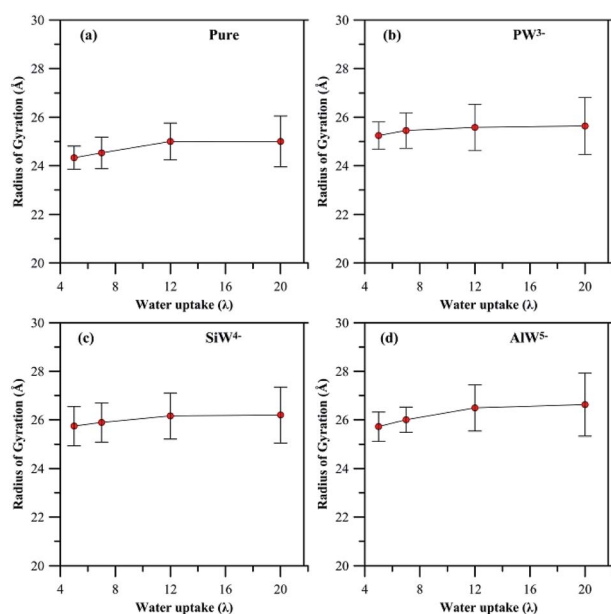 (a) Pure
Radius of Gyration (Å)
30
28
26
24
22
20
4 8 12 16 20
Water uptake (λ)
(b) PW³⁻
Radius of Gyration (Å)
30
28
26
24
22
20
4 8 12 16 20
Water uptake (λ)
(c) SiW⁴⁻
Radius of Gyration (Å)
30
28
26
24
22
20
4 8 12 16 20
Water uptake (λ)
(d) AlW⁵⁻
Radius of Gyration (Å)
30
28
26
24
22
20
4 8 12 16 20
Water uptake (λ)